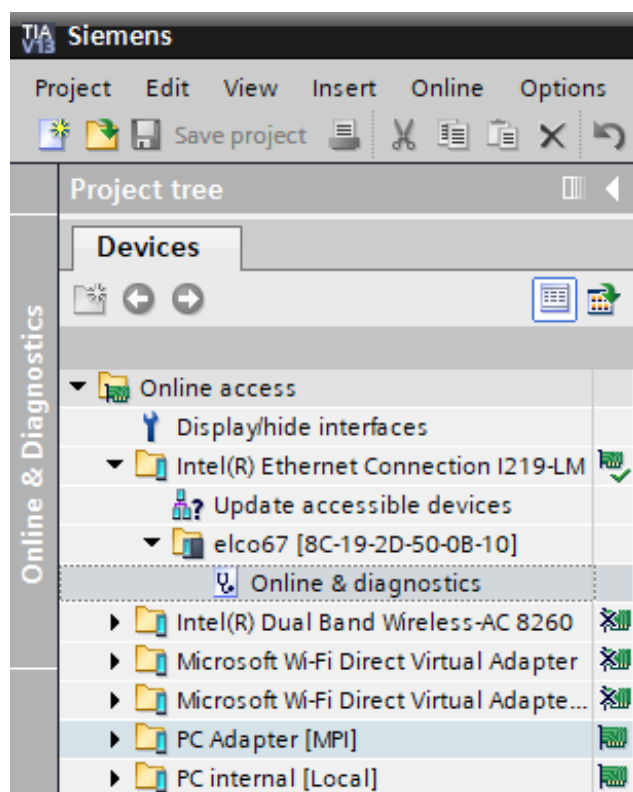 TIA V13 Siemens
Project Edit View Insert Online Options
Save project
Project tree
Devices
Online & Diagnostics
Online access
Display/hide interfaces
Intel(R) Ethernet Connection I219-LM
? Update accessible devices
elco67 [8C-19-2D-50-0B-10]
Online & diagnostics
Intel(R) Dual Band Wireless-AC 8260
Microsoft Wi-Fi Direct Virtual Adapter
Microsoft Wi-Fi Direct Virtual Adapte...
PC Adapter [MPI]
PC internal [Local]